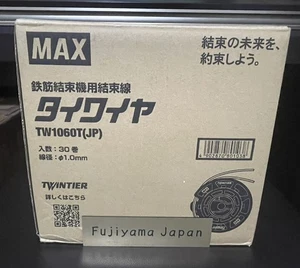 MAX
結束の未来を、
約束しよう。
鉄筋結束機用結束線
タイワイヤ
TW1060T(JP)
入数:30巻
線径:φ1.0mm
TWINTIER
詳しくはこちら
Fujiyama Japan